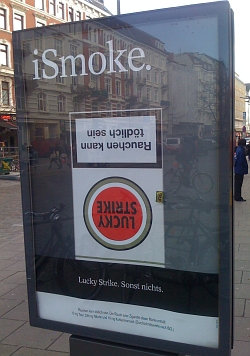 iSmoke.
Rauchen kann
tödlich sein
LUCKY
STRIKE
Lucky Strike. Sonst nichts.